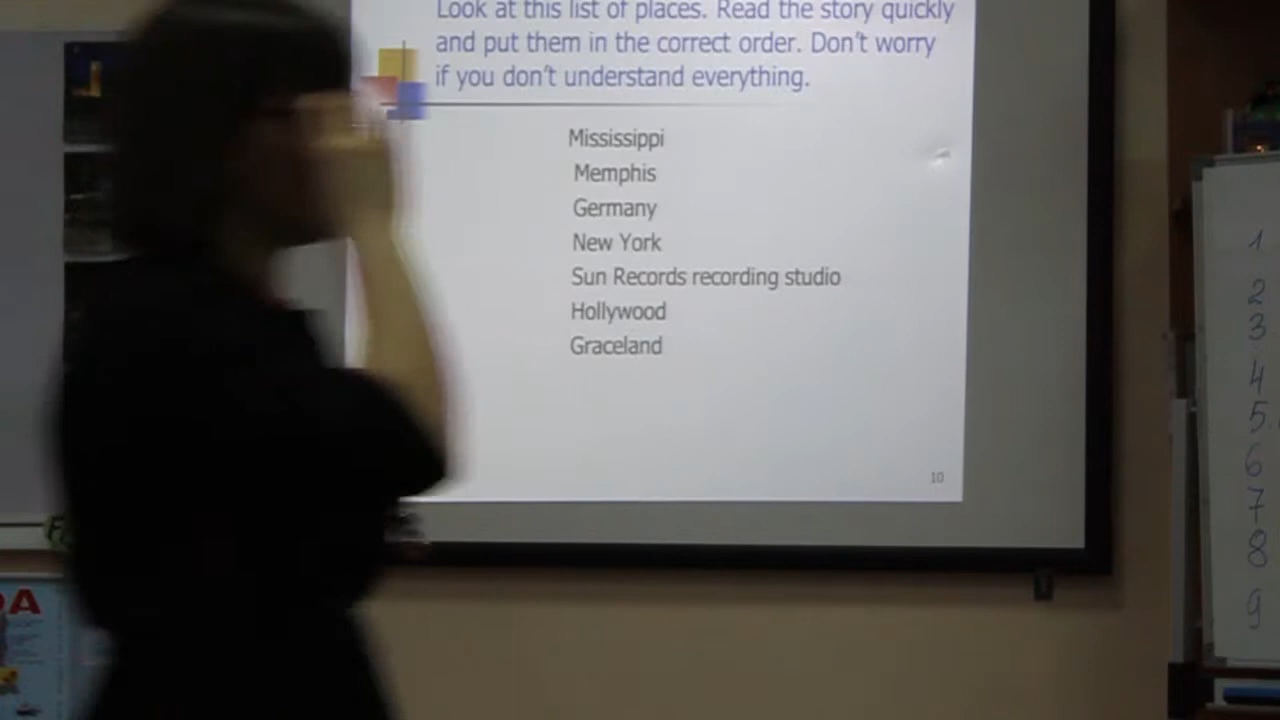 Look at this list of places. Read the story quickly
and put them in the correct order. Don't worry
if you don't understand everything.
Mississippi
Memphis
Germany
New York
Sun Records recording studio
Hollywood
Graceland
10
1
2
3
4
5
6
7
8
9
DA